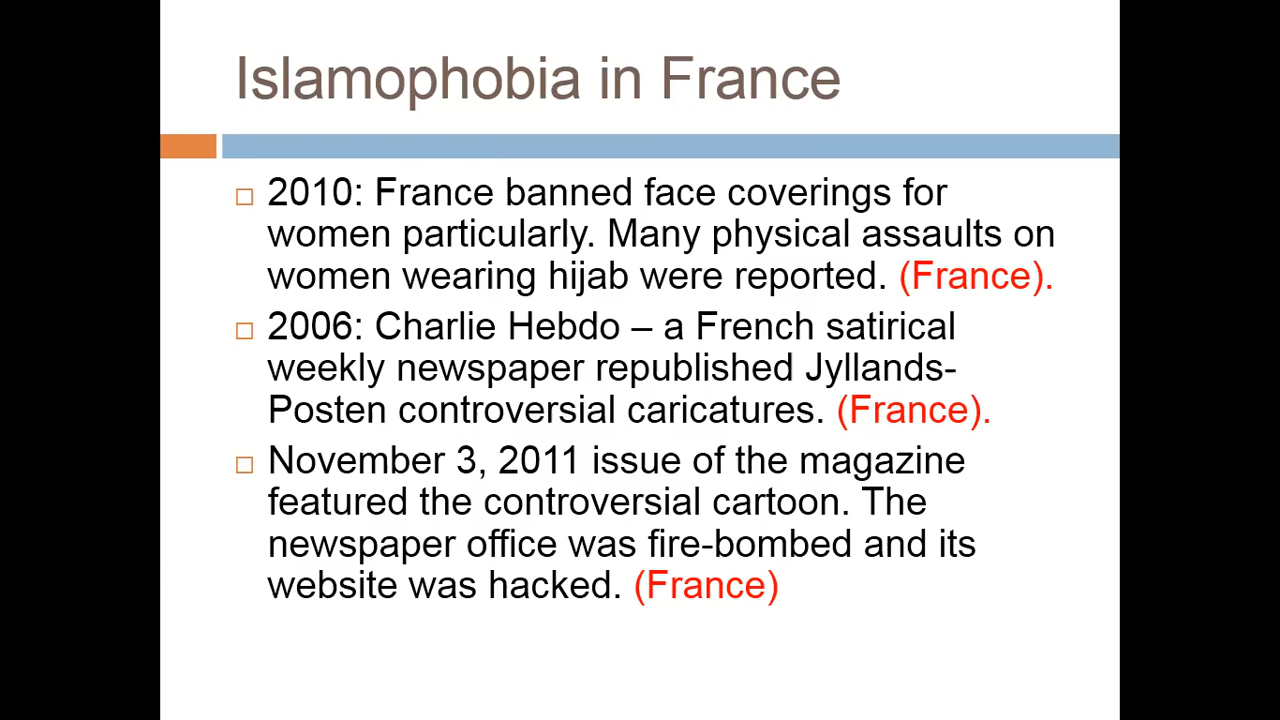 Islamophobia in France
2010: France banned face coverings for
women particularly. Many physical assaults on
women wearing hijab were reported. (France).
2006: Charlie Hebdo – a French satirical
weekly newspaper republished Jyllands-
Posten controversial caricatures. (France).
November 3, 2011 issue of the magazine
featured the controversial cartoon. The
newspaper office was fire-bombed and its
website was hacked. (France)